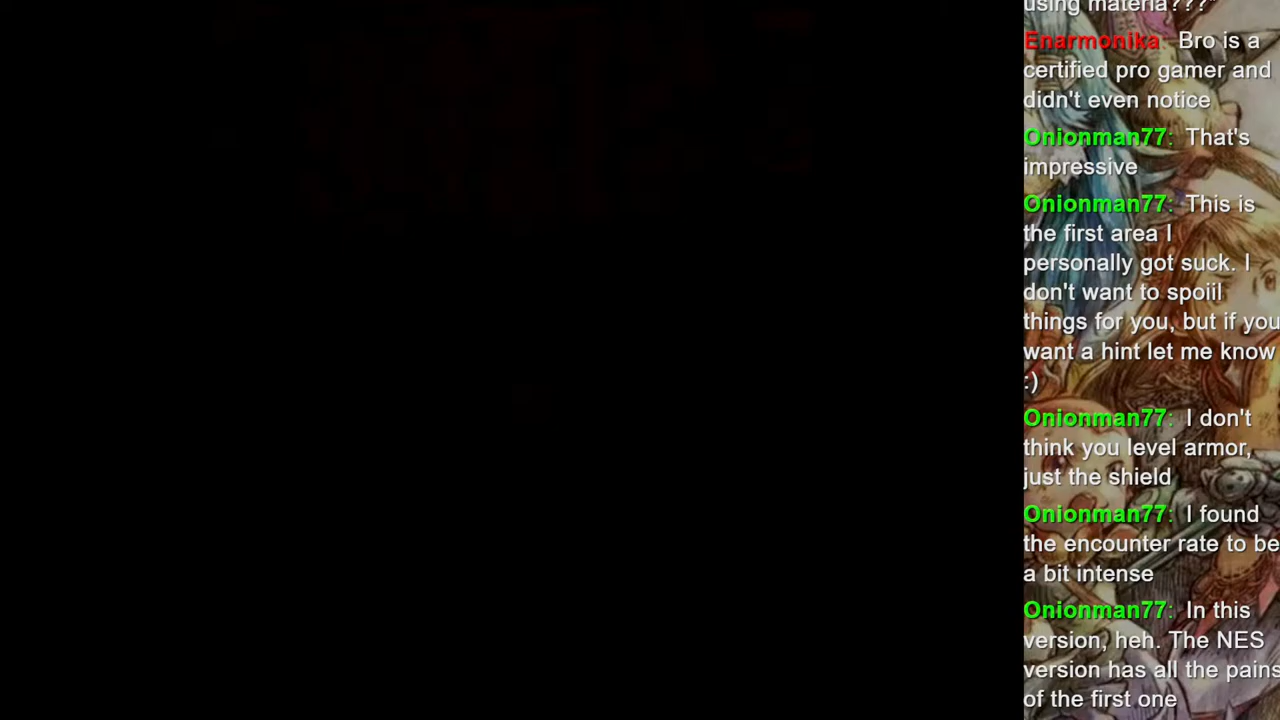 using materia???"
Enarmonika: Bro is a
certified pro gamer and
didn't even notice
Onionman77: That's
impressive
Onionman77: This is
the first area I
personally got suck. I
don't want to spoiil
things for you, but if you
want a hint let me know
:)
Onionman77: I don't
think you level armor,
just the shield
Onionman77: I found
the encounter rate to be
a bit intense
Onionman77: In this
version, heh. The NES
version has all the pains
of the first one